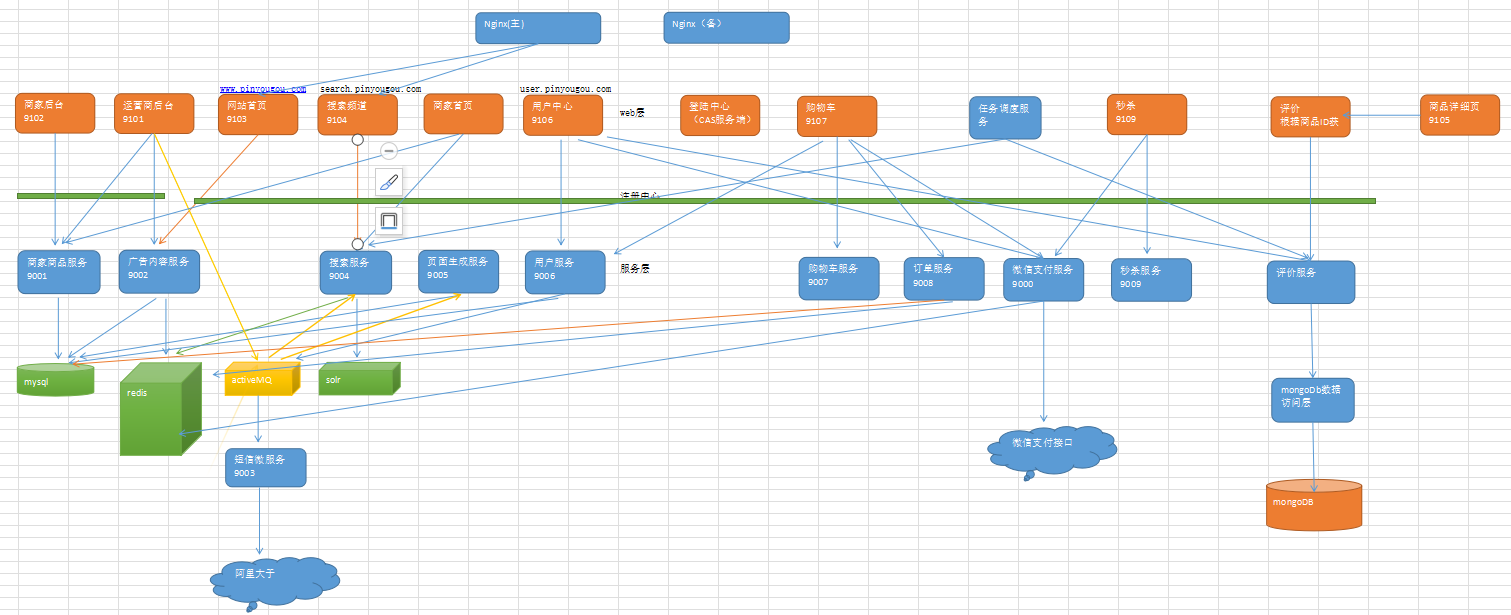 Nginx(主)
Nginx（备）
www.pinyougou.com
search.pinyougou.com
user.pinyougou.com
商家后台
9102
运营商后台
9101
网站首页
9103
搜索频道
9104
商家首页
用户中心
9106
web层
登陆中心
（CAS服务端）
购物车
9107
任务调度服
务
秒杀
9109
评价
根据商品ID获
商品详细页
9105
注册中心
商家商品服务
9001
广告内容服务
9002
搜索服务
9004
页面生成服务
9005
用户服务
9006
服务层
购物车服务
9007
订单服务
9008
微信支付服务
9000
秒杀服务
9009
评价服务
mysql
redis
activeMQ
solr
mongoDb数据
访问层
微信支付接口
短信微服务
9003
mongoDB
阿里大于